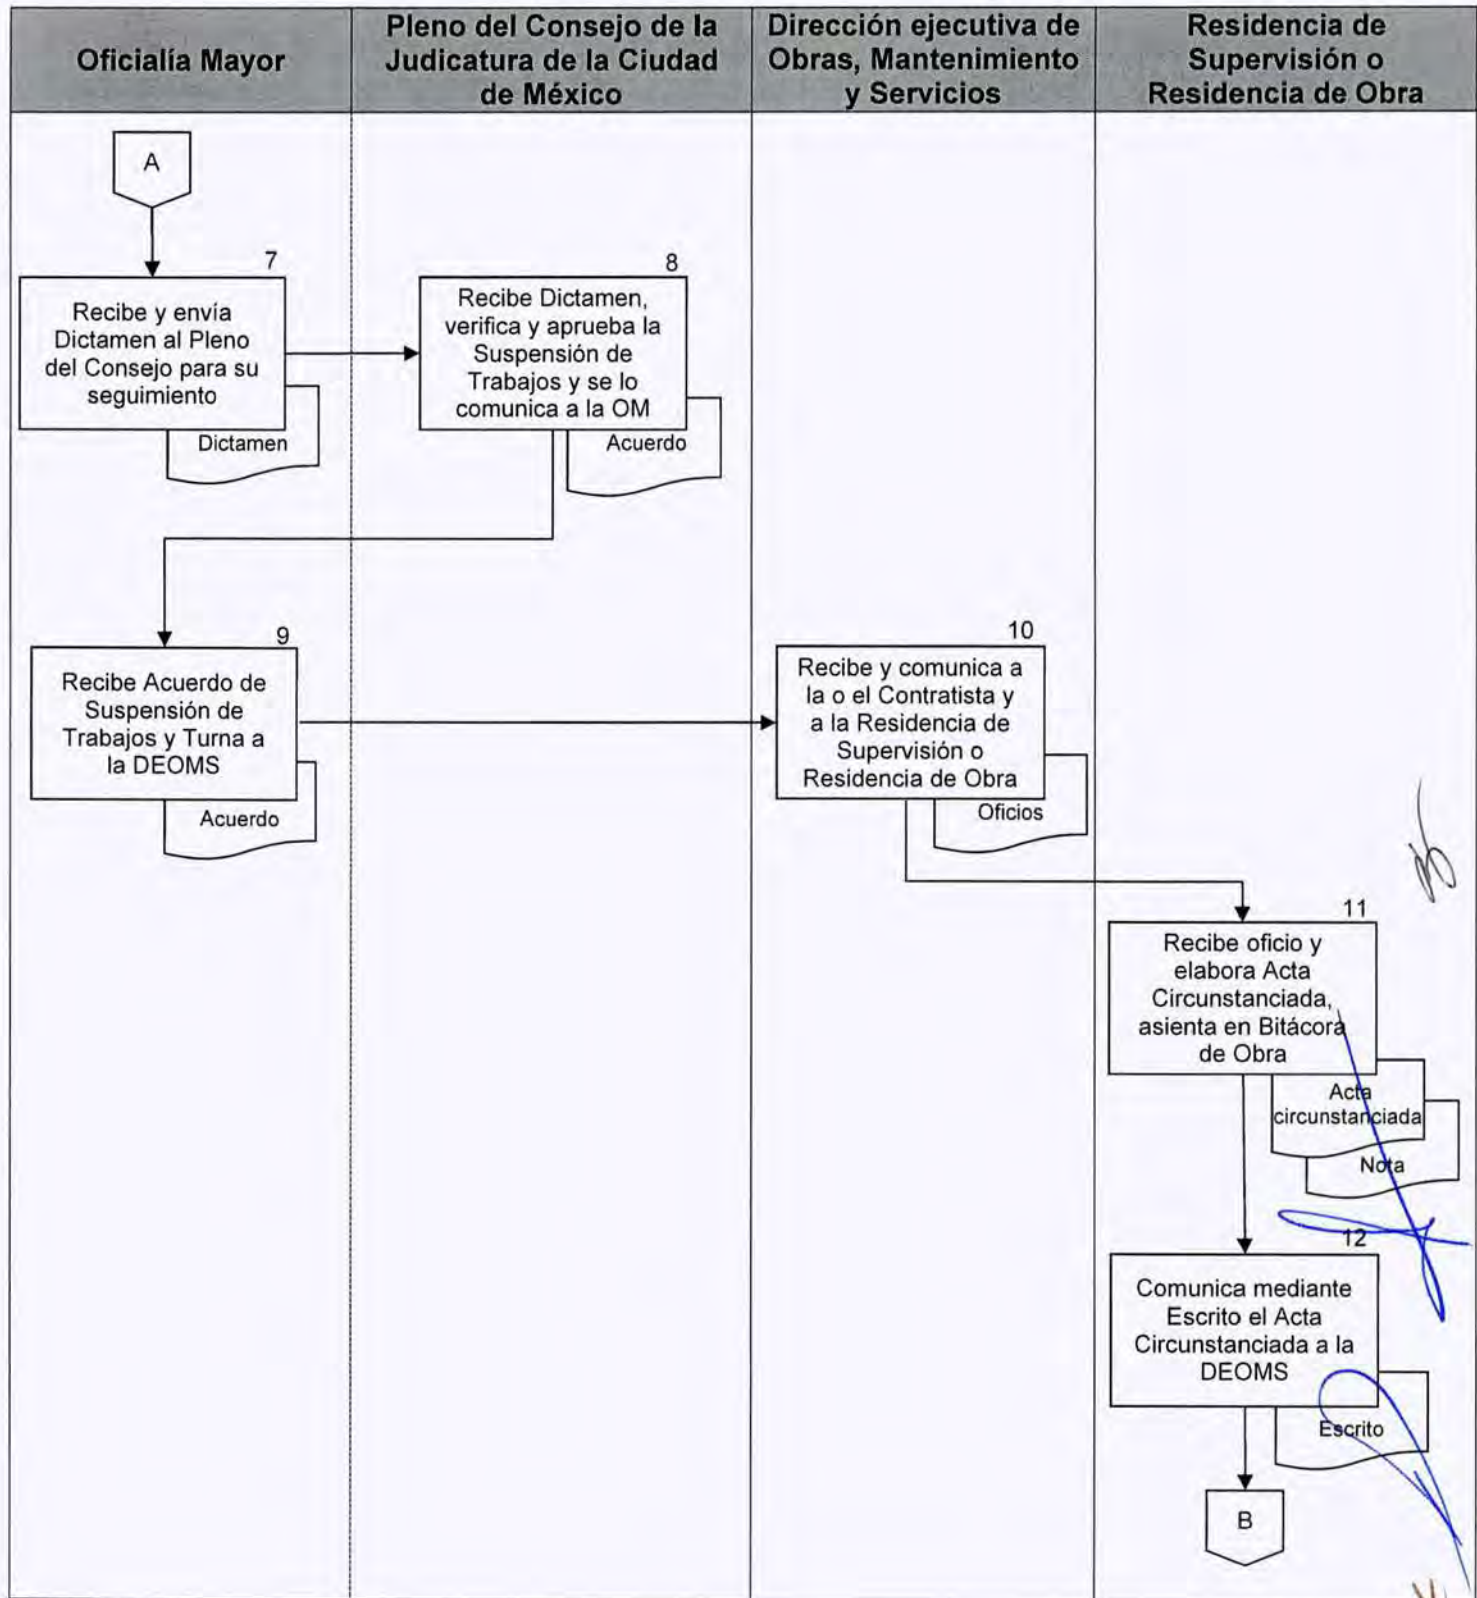 Oficialía Mayor
Pleno del Consejo de la
Judicatura de la Ciudad
de México
Dirección ejecutiva de
Obras, Mantenimiento
y Servicios
Residencia de
Supervisión o
Residencia de Obra
A
7
Recibe y envía
Dictamen al Pleno
del Consejo para su
seguimiento
Dictamen
8
Recibe Dictamen,
verifica y aprueba la
Suspensión de
Trabajos y se lo
comunica a la OM
Acuerdo
9
Recibe Acuerdo de
Suspensión de
Trabajos y Turna a
la DEOMS
Acuerdo
10
Recibe y comunica a
la o el Contratista y
a la Residencia de
Supervisión o
Residencia de Obra
Oficios
11
Recibe oficio y
elabora Acta
Circunstanciada,
asienta en Bitácora
de Obra
Acta
circunstanciada
Nota
12
Comunica mediante
Escrito el Acta
Circunstanciada a la
DEOMS
Escrito
B